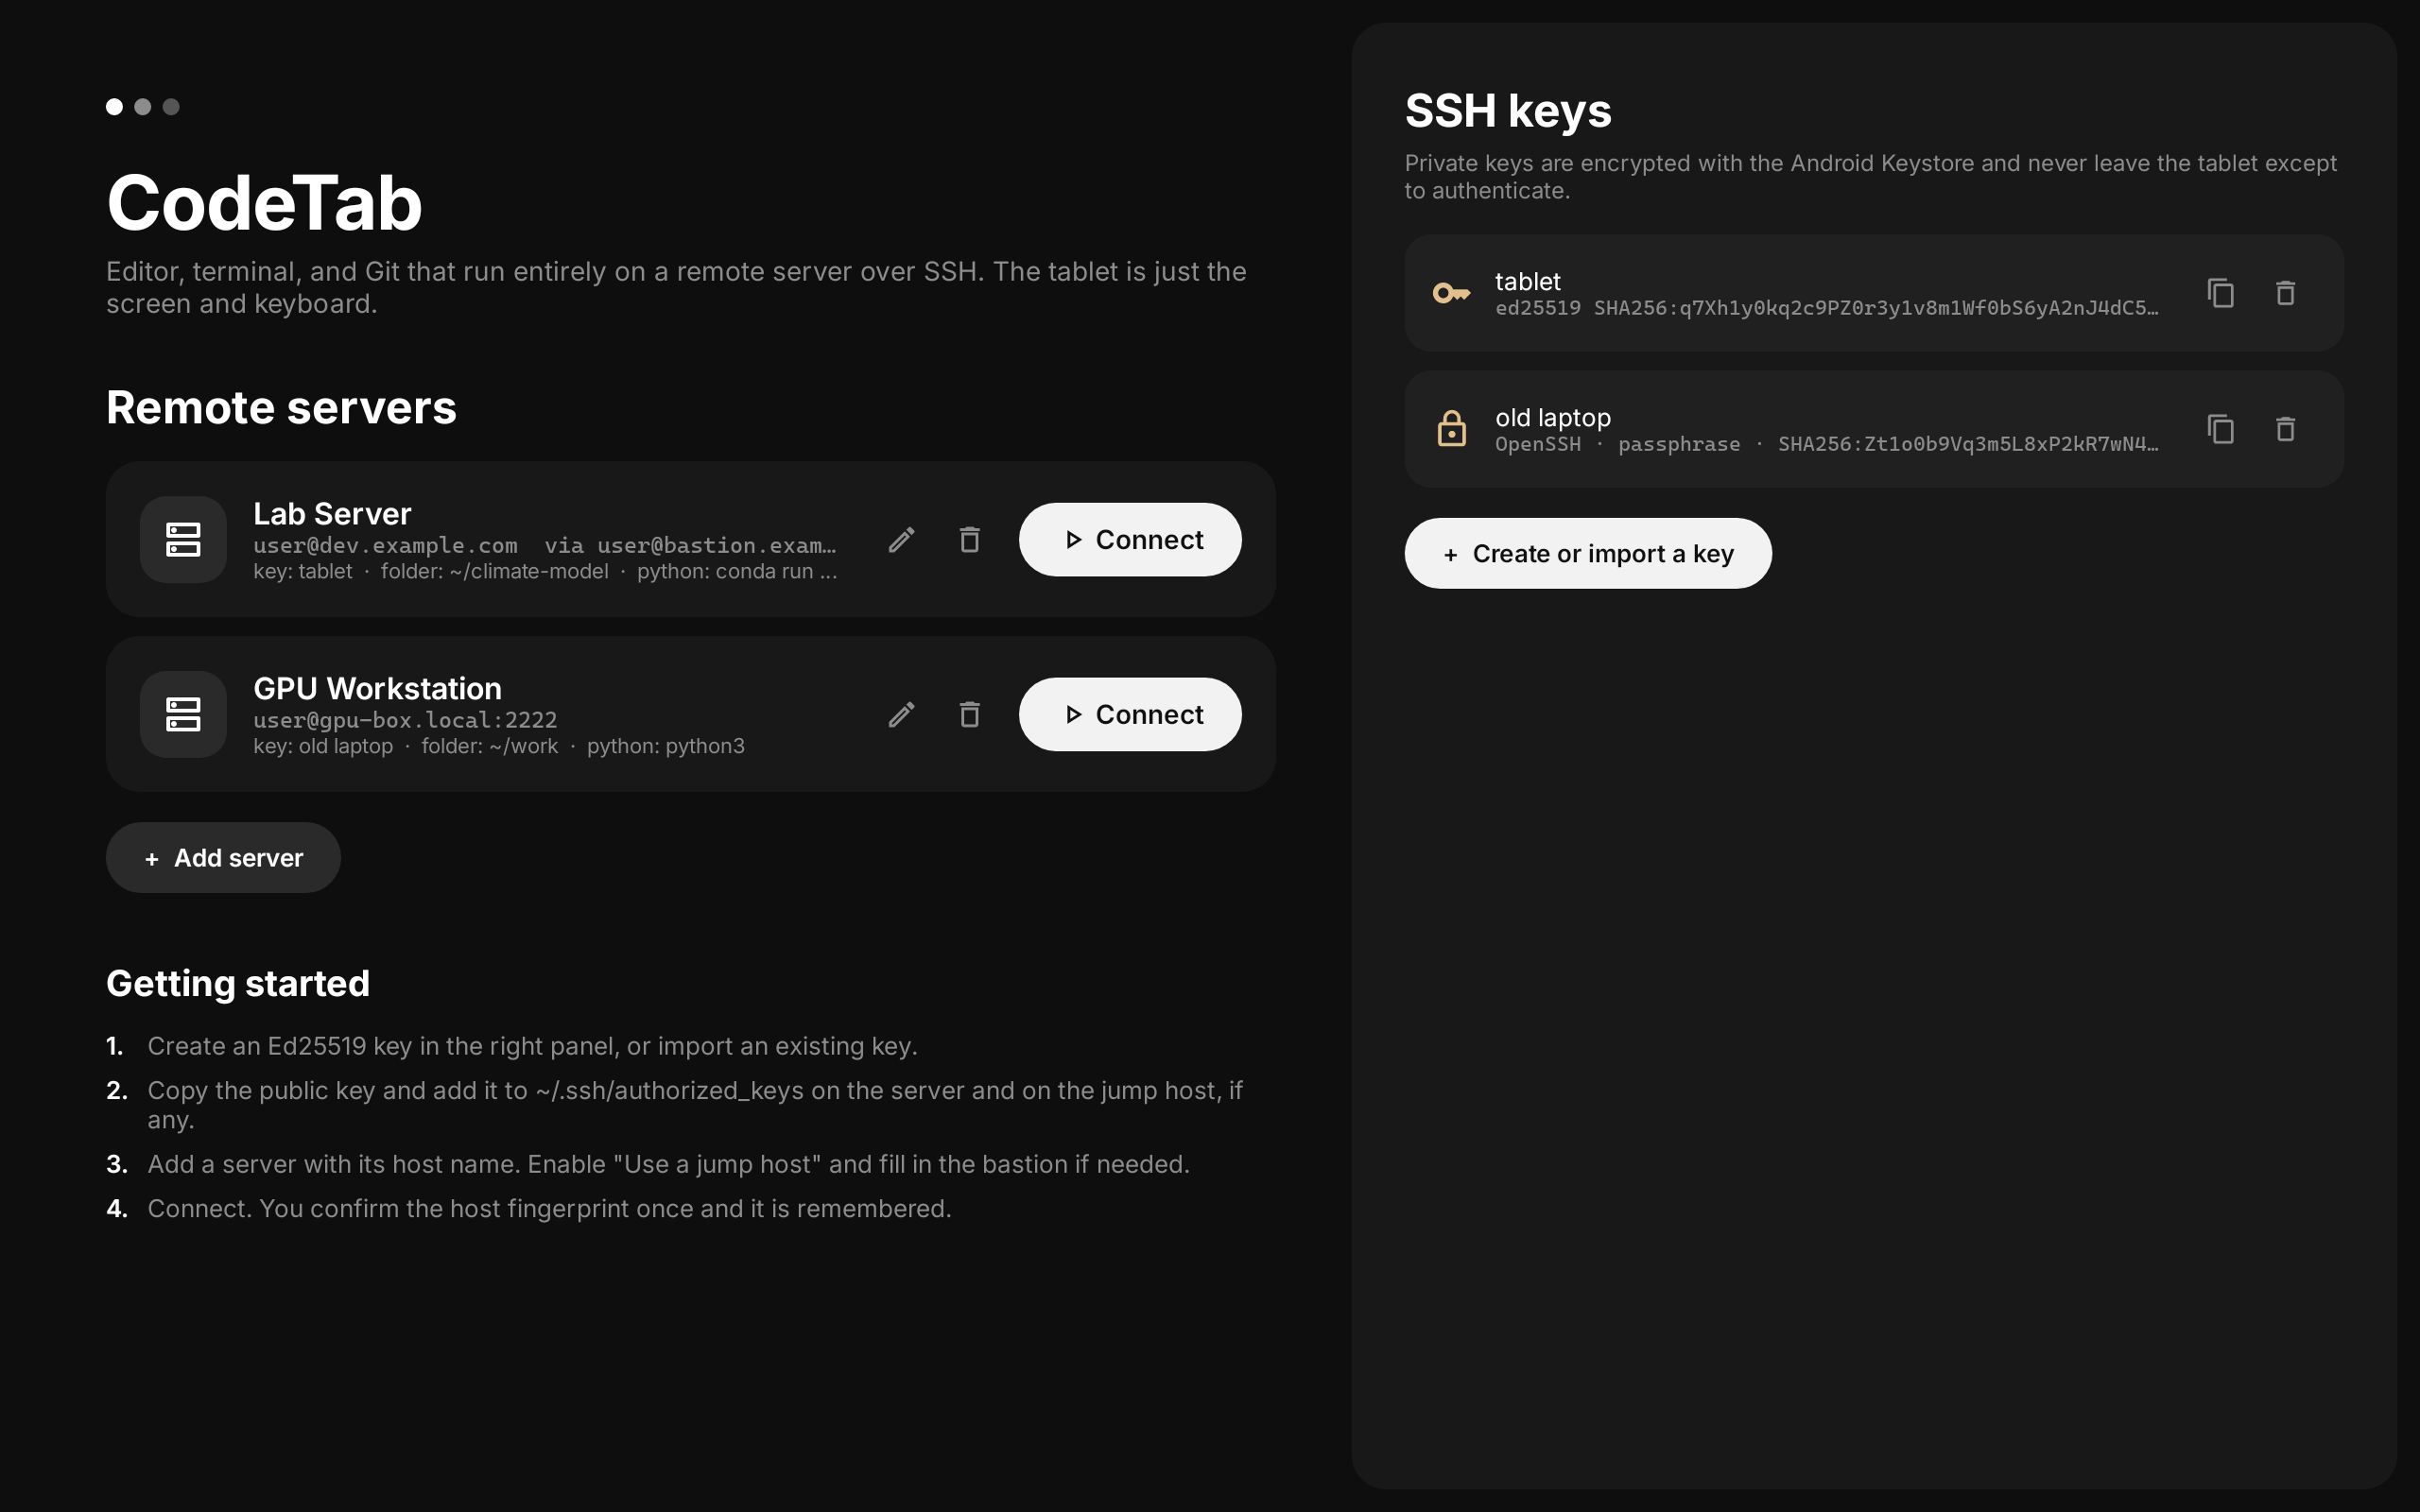 CodeTab
Editor, terminal, and Git that run entirely on a remote server over SSH. The tablet is just the
screen and keyboard.
Remote servers
Lab Server
user@dev.example.com  via user@bastion.exam…
key: tablet · folder: ~/climate-model · python: conda run …
Connect
GPU Workstation
user@gpu-box.local:2222
key: old laptop · folder: ~/work · python: python3
Connect
+ Add server
Getting started
1. Create an Ed25519 key in the right panel, or import an existing key.
2. Copy the public key and add it to ~/.ssh/authorized_keys on the server and on the jump host, if
any.
3. Add a server with its host name. Enable "Use a jump host" and fill in the bastion if needed.
4. Connect. You confirm the host fingerprint once and it is remembered.
SSH keys
Private keys are encrypted with the Android Keystore and never leave the tablet except
to authenticate.
tablet
ed25519 SHA256:q7Xh1y0kq2c9PZ0r3y1v8m1Wf0bS6yA2nJ4dC5…
old laptop
OpenSSH · passphrase · SHA256:Zt1o0b9Vq3m5L8xP2kR7wN4…
+ Create or import a key